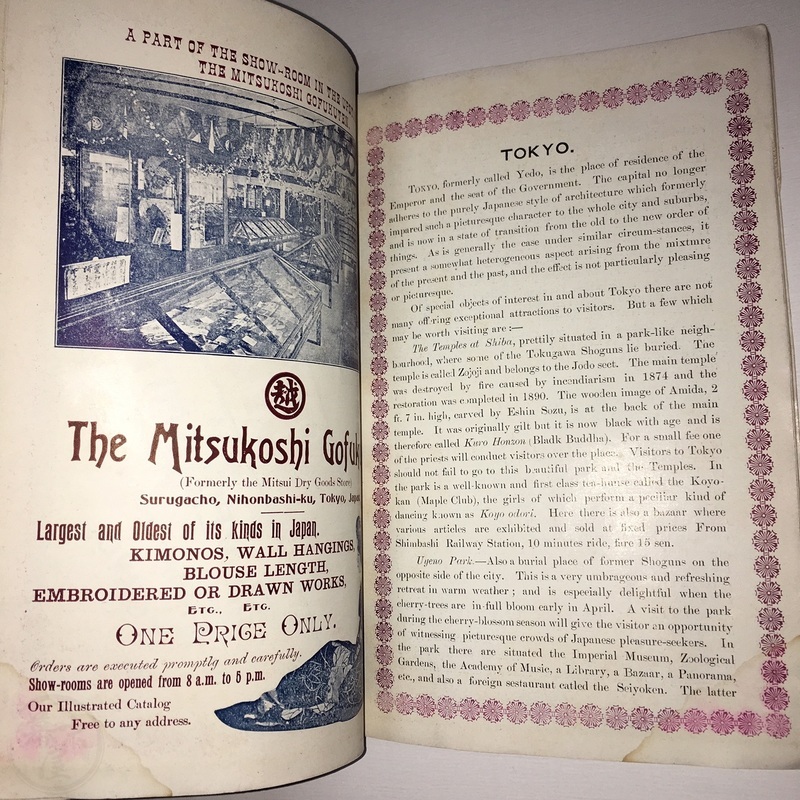 A PART OF THE SHOW-ROOM IN THE
THE MITSUKOSHI GOFUKUTEN
越
The Mitsukoshi Gofuk
(Formerly the Mitsui Dry Goods Store)
Surugacho, Nihonbashi-ku, Tokyo, Japa
Largest and Oldest of its kinds in Japan.
KIMONOS, WALL HANGINGS,
BLOUSE LENGTH,
EMBROIDERED OR DRAWN WORKS,
ETC., ETC.
ONE PRICE ONLY.
Orders are executed promptlg and carefully.
Show-rooms are opened from 8 a.m. to 5 p.m.
Our Illustrated Catalog
Free to any address.
TOKYO.
TOKYO, formerly called Yedo, is the place of residence of the
Emperor and the seat of the Government. The capital no longer
adheres to the purely Japanese style of architecture which formerly
impared such a picturesque character to the whole city and suburbs,
and is now in a state of transition from the old to the new order of
things. As is generally the case under similar circum-stances, it
present a somewhat heterogeneous aspect arising from the mixtmre
of the present and the past, and the effect is not particularly pleasing
or picturesque.
Of special objects of interest in and about Tokyo there are not
many off-ring exceptional attractions to visitors. But a few which
may be worth visiting are :—
The Temples at Shiba, prettily situated in a park-like neigh-
bourhood, where some of the Tokugawa Shoguns lie buried. The
temple is called Zojoji and belongs to the Jodo sect. The main temple
was destroyed by fire caused by incendiarism in 1874 and the
restoration was completed in 1890. The wooden image of Amida, 2
ft. 7 in. high, carved by Eshin Sozu, is at the back of the main
temple. It was originally gilt but it is now black with age and is
therefore called Kuro Honzon (Bladk Buddha). For a small fee one
of the priests will conduct visitors over the place. Visitors to Tokyo
should not fail to go to this beautiful park and the Temples. In
the park is a well-known and first class tea-house called the Koyo-
kan (Maple Club), the girls of which perform a peciliar kind of
dancing known as Koyo odori. Here there is also a bazaar where
various articles are exhibited and sold at fixed prices From
Shimbashi Railway Station, 10 minutes ride, fare 15 sen.
Uyeno Park.—Also a burial place of former Shoguns on the
opposite side of the city. This is a very umbrageous and refreshing
retreat in warm weather ; and is especially delightful when the
cherry-trees are in full bloom early in April. A visit to the park
during the cherry-blossom season will give the visitor an opportunity
of witnessing picturesque crowds of Japanese pleasure-seekers. In
the park there are situated the Imperial Museum, Zoological
Gardens, the Academy of Music, a Library, a Bazaar, a Panorama,
etc., and also a foreign sestaurant called the Seiyoken. The latter